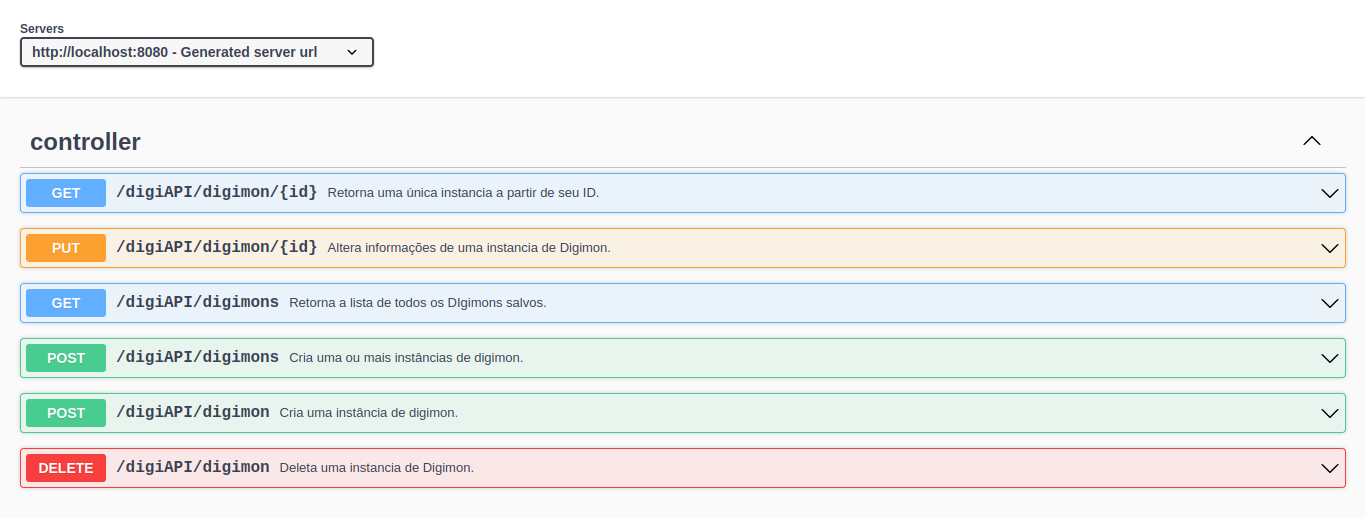 Servers
http://localhost:8080 - Generated server url
controller
GET /digiAPI/digimon/{id} Retorna uma única instancia a partir de seu ID.
PUT /digiAPI/digimon/{id} Altera informações de uma instancia de Digimon.
GET /digiAPI/digimons Retorna a lista de todos os DIgimons salvos.
POST /digiAPI/digimons Cria uma ou mais instâncias de digimon.
POST /digiAPI/digimon Cria uma instância de digimon.
DELETE /digiAPI/digimon Deleta uma instancia de Digimon.